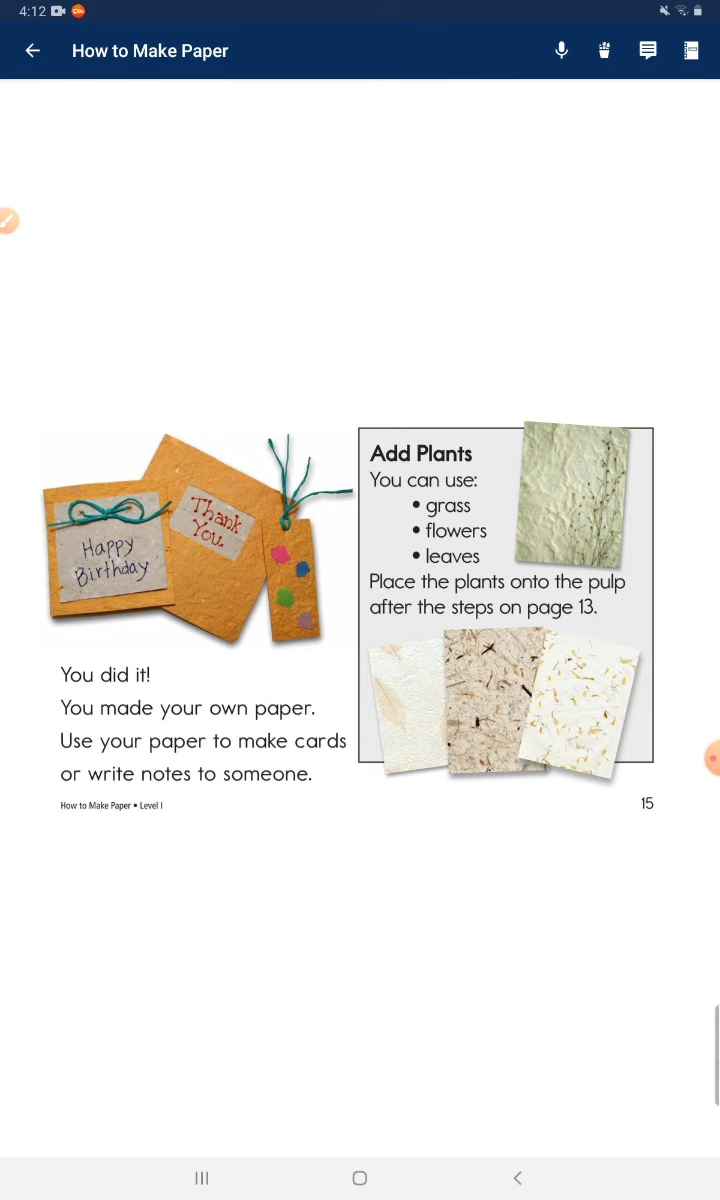 4:12
How to Make Paper
Happy
Birthday
Thank
You
You did it!
You made your own paper.
Use your paper to make cards
or write notes to someone.
Add Plants
You can use:
• grass
• flowers
• leaves
Place the plants onto the pulp
after the steps on page 13.
How to Make Paper • Level I
15